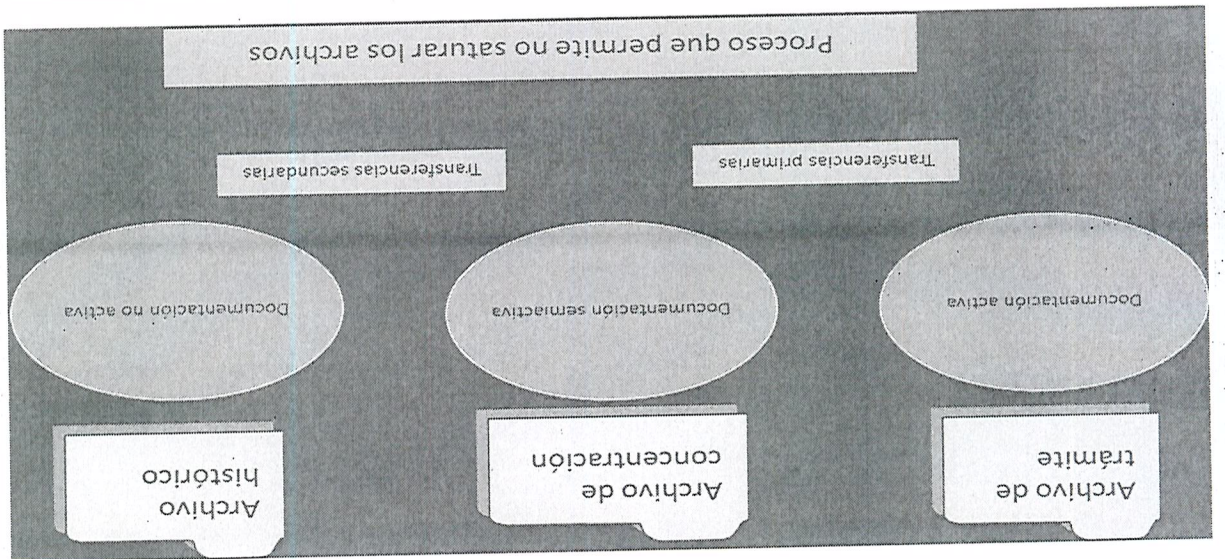 Archivo de
trámite
Archivo de
concentración
Archivo
histórico
Documentación activa
Documentación semiactiva
Documentación no activa
Transferencias primarias
Transferencias secundarias
Proceso que permite no saturar los archivos